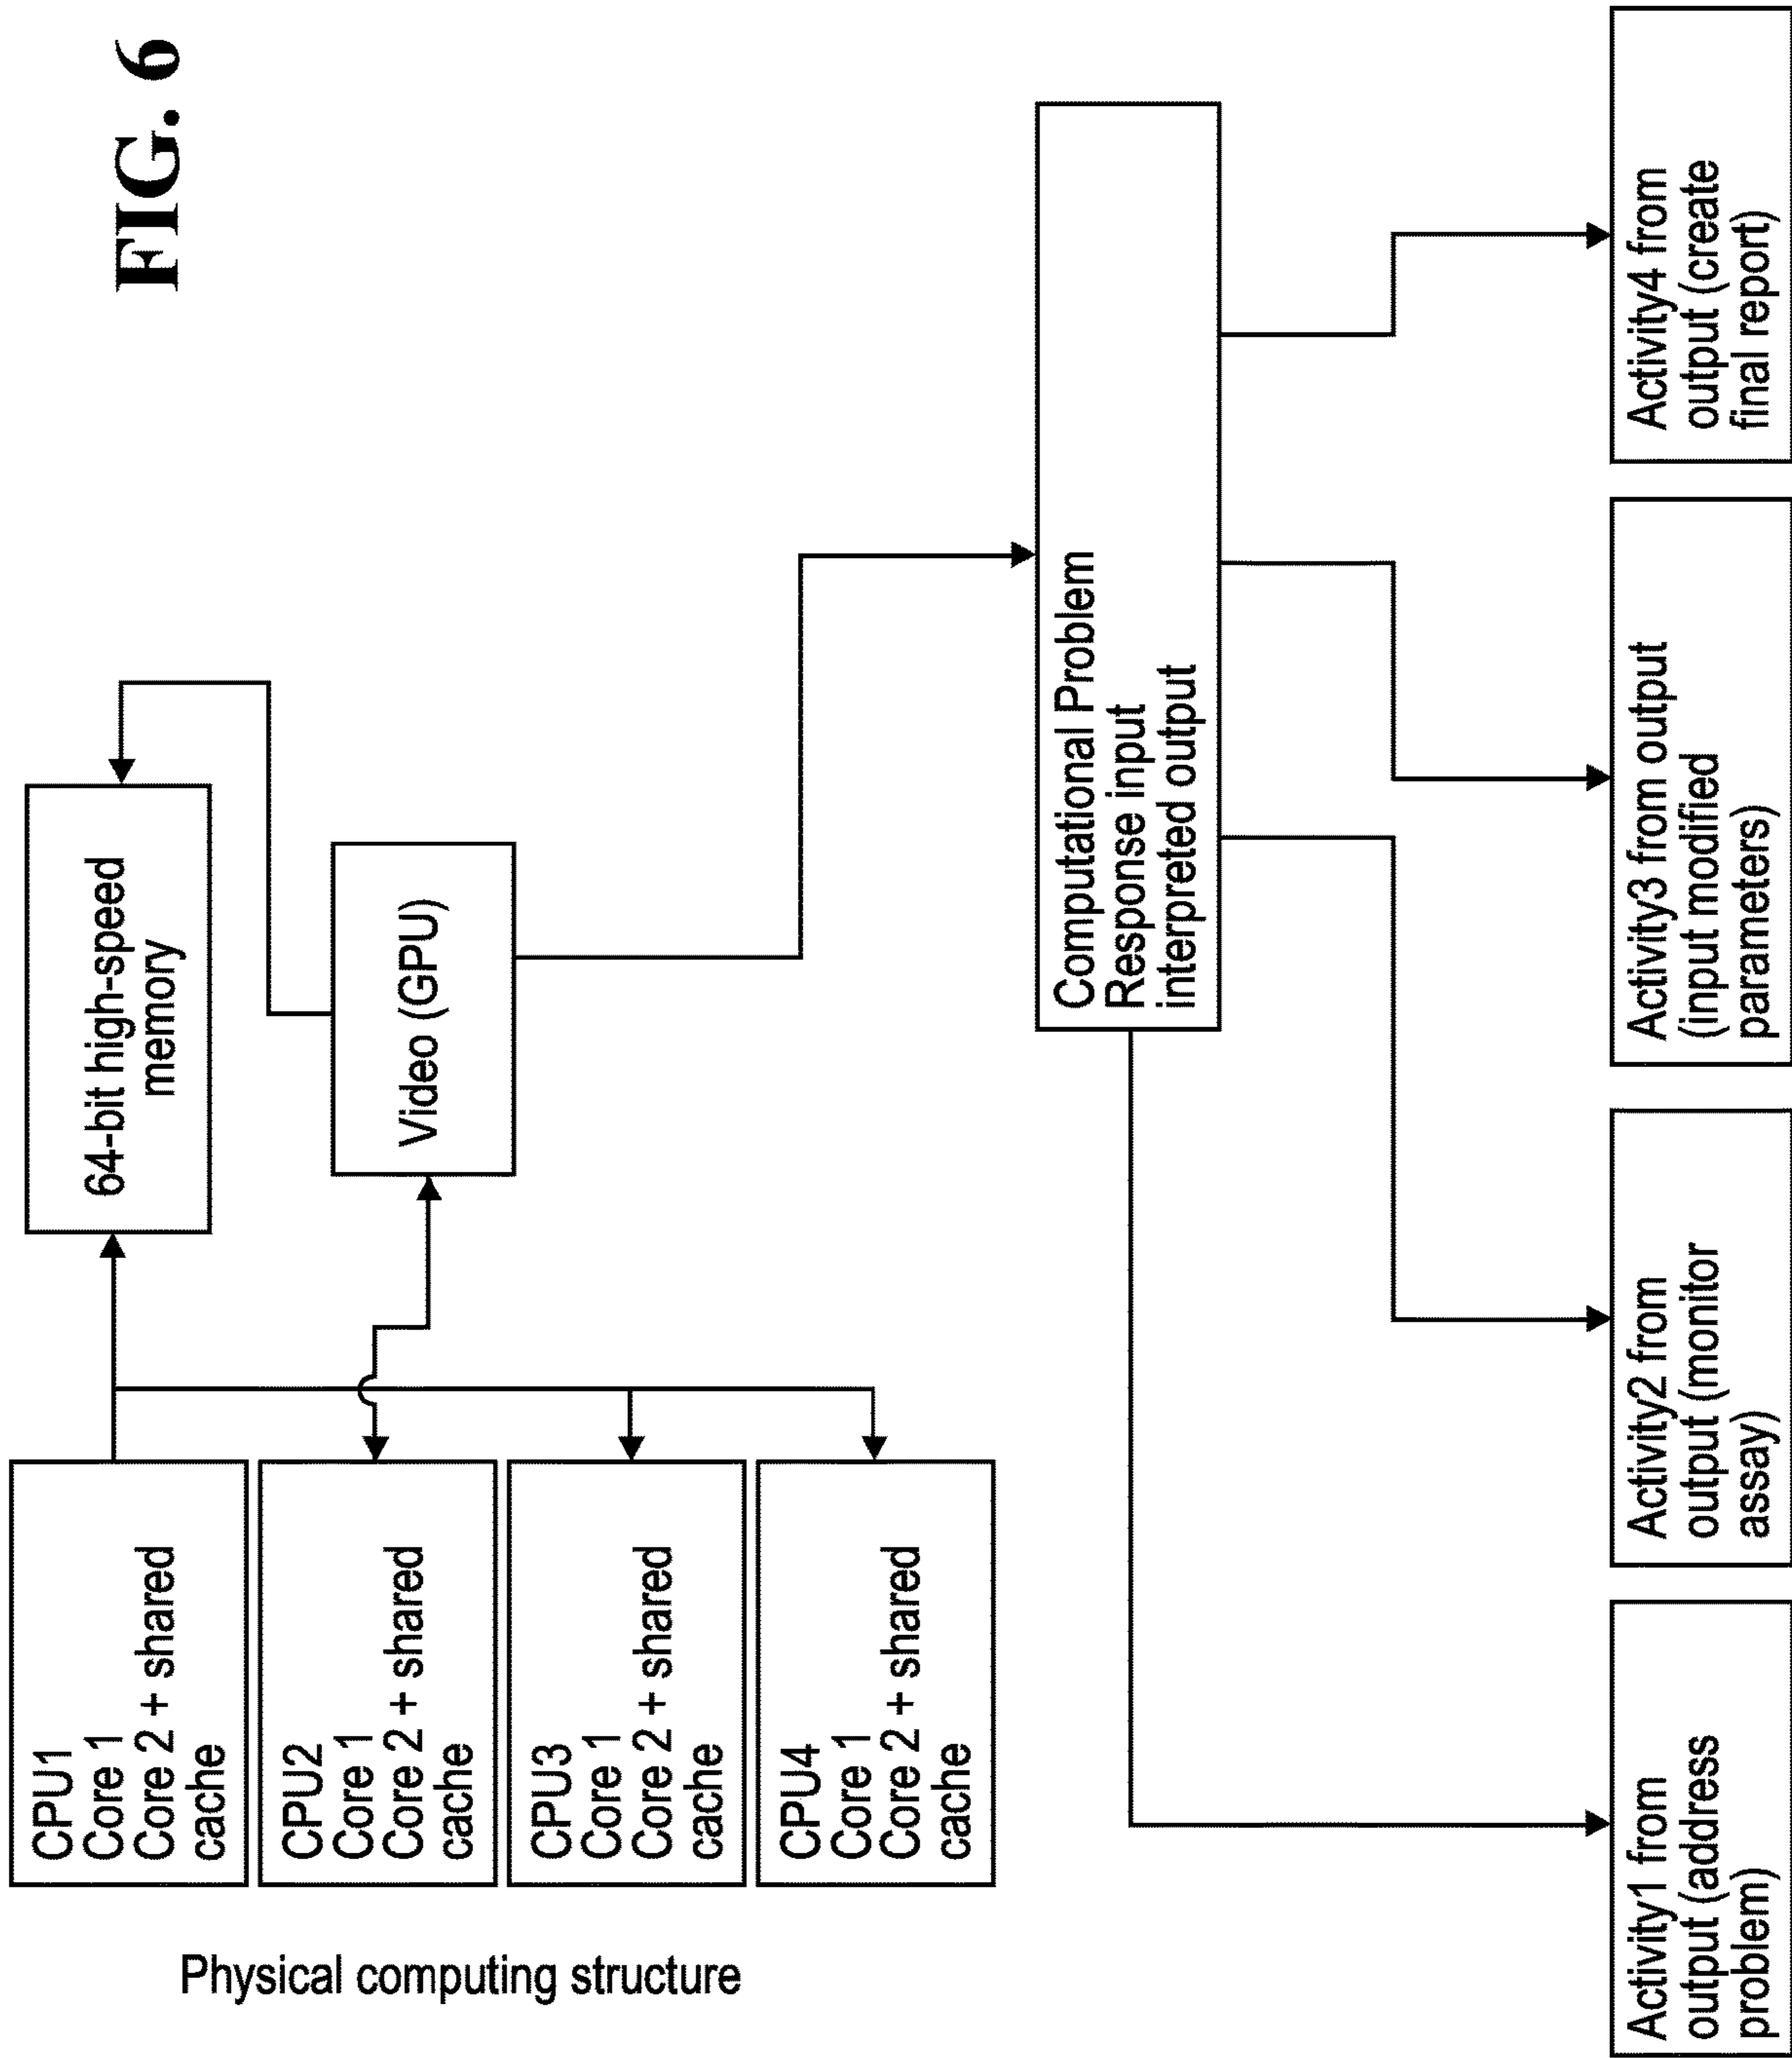 FIG. 6
Physical computing structure
CPU1
Core 1
Core 2 + shared
cache
CPU2
Core 1
Core 2 + shared
cache
CPU3
Core 1
Core 2 + shared
cache
CPU4
Core 1
Core 2 + shared
cache
64-bit high-speed
memory
Video (GPU)
Computational Problem
Response input
interpreted output
Activity1 from
output (address
problem)
Activity2 from
output (monitor
assay)
Activity3 from output
(input modified
parameters)
Activity4 from
output (create
final report)